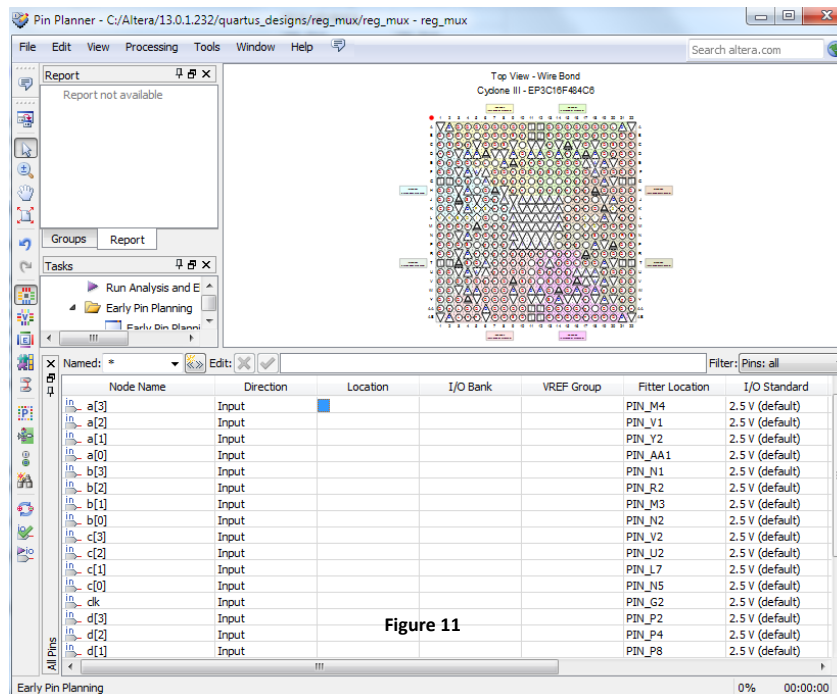 Pin Planner - C:/Altera/13.0.1.232/quartus_designs/reg_mux/reg_mux - reg_mux
File Edit View Processing Tools Window Help
Search altera.com
Report
Report not available
Groups Report
Tasks
Run Analysis and E
Early Pin Planning
Early Pin Planni
Top View - Wire Bond
Cyclone III - EP3C16F484C6
Named: * Edit: Filter: Pins: all
Node Name Direction Location I/O Bank VREF Group Fitter Location I/O Standard
a[3] Input PIN_M4 2.5 V (default)
a[2] Input PIN_V1 2.5 V (default)
a[1] Input PIN_Y2 2.5 V (default)
a[0] Input PIN_AA1 2.5 V (default)
b[3] Input PIN_N1 2.5 V (default)
b[2] Input PIN_R2 2.5 V (default)
b[1] Input PIN_M3 2.5 V (default)
b[0] Input PIN_N2 2.5 V (default)
c[3] Input PIN_V2 2.5 V (default)
c[2] Input PIN_U2 2.5 V (default)
c[1] Input PIN_L7 2.5 V (default)
c[0] Input PIN_N5 2.5 V (default)
clk Input PIN_G2 2.5 V (default)
d[3] Input PIN_P2 2.5 V (default)
d[2] Input PIN_P4 2.5 V (default)
d[1] Input PIN_P8 2.5 V (default)
Figure 11
All Pins
Early Pin Planning 0% 00:00:00